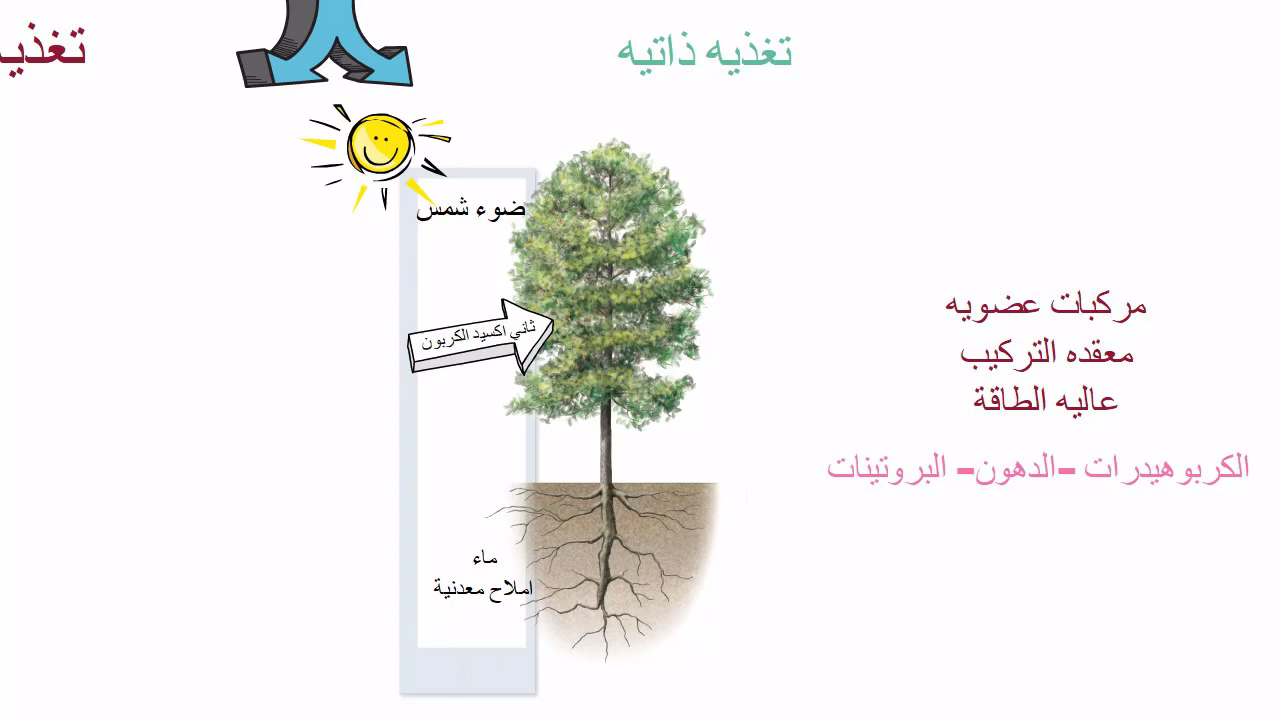 تغذيه ذاتيه
ضوء شمس
ثاني اكسيد الكربون
ماء
املاح معدنية
مركبات عضويه
معقده التركيب
عاليه الطاقة
الكربوهيدرات –الدهون– البروتينات